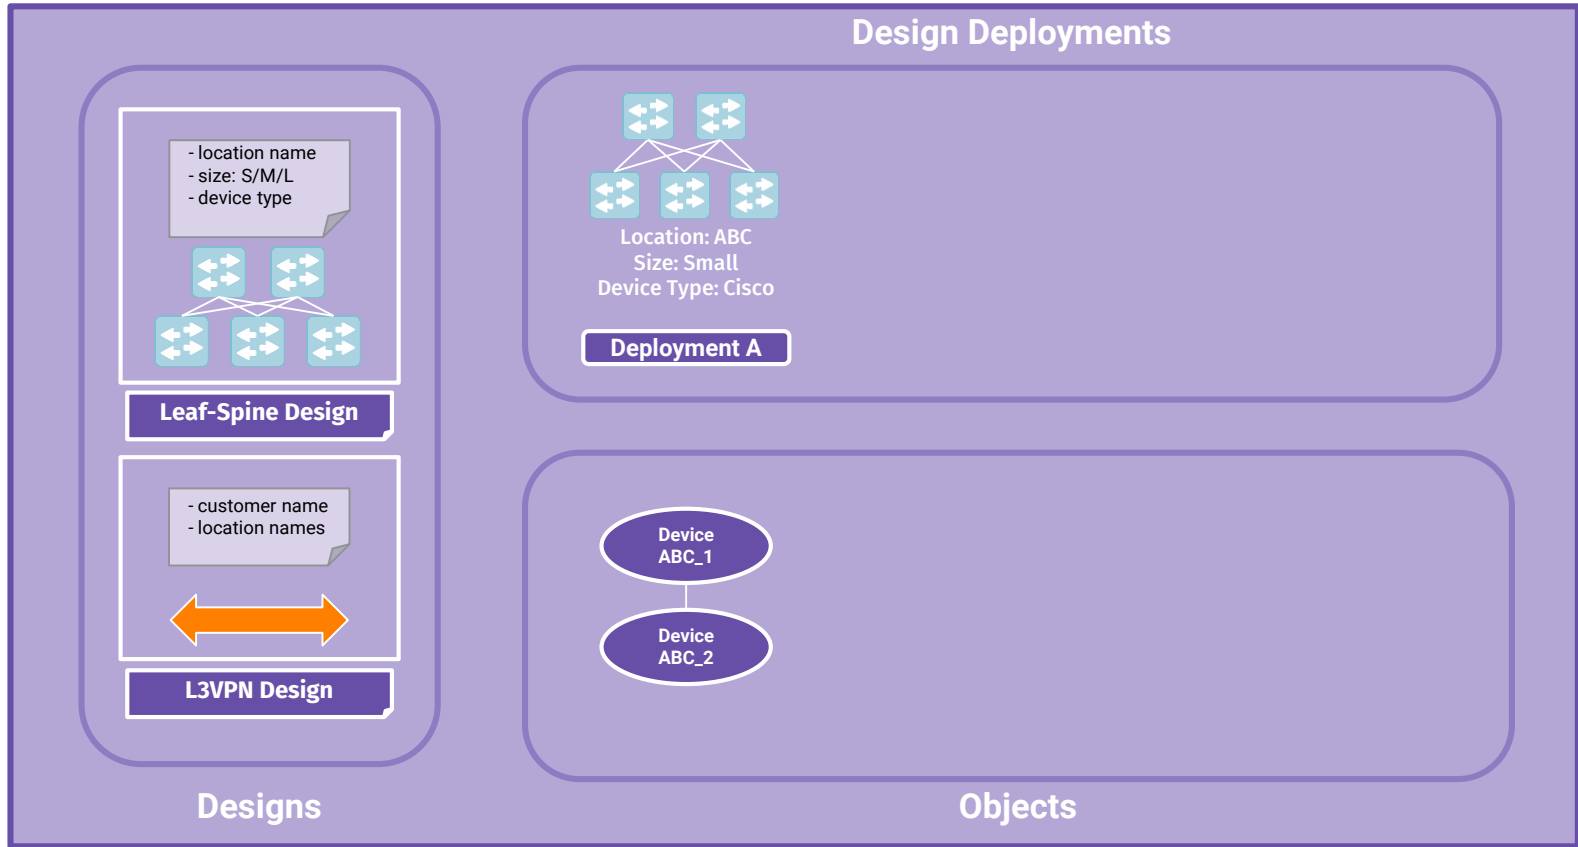 Design Deployments
- location name
- size: S/M/L
- device type
Leaf-Spine Design
- customer name
- location names
L3VPN Design
Designs
Location: ABC
Size: Small
Device Type: Cisco
Deployment A
Device
ABC_1
Device
ABC_2
Objects